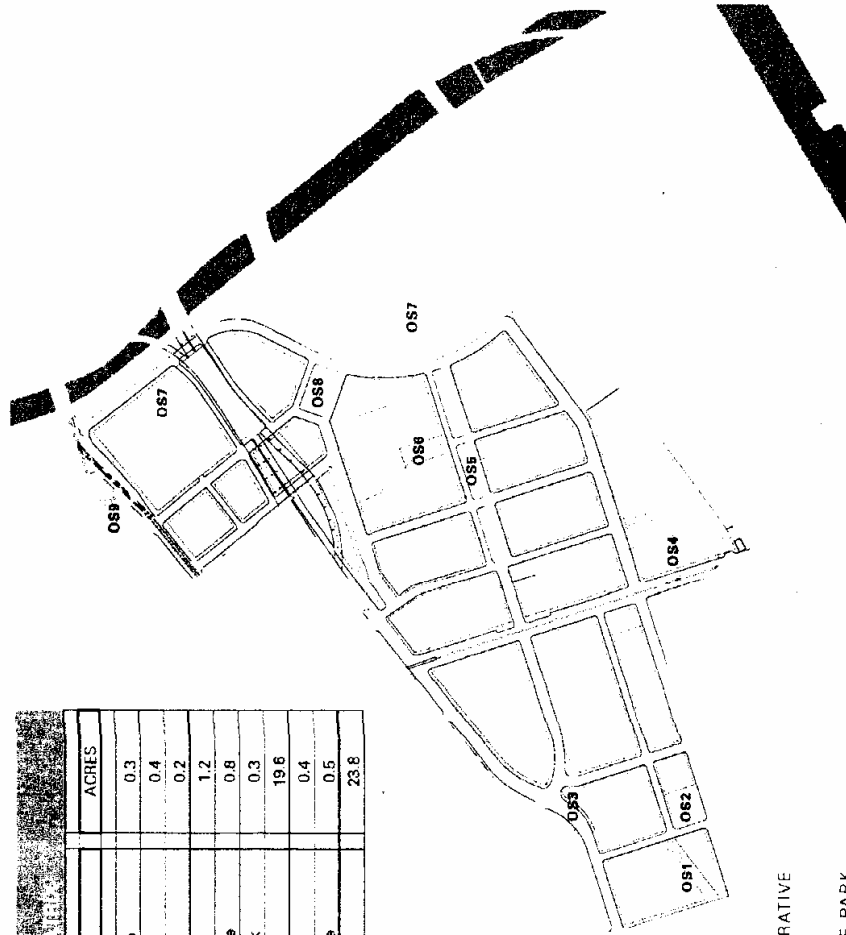 ACRES
0.3
0.4
0.2
1.2
0.8
0.3
19.6
0.4
0.5
23.8
OS9
OS7
OS8
OS7
OS6
OS5
OS4
OS3
OS2
OS1
RATIVE
E PARK